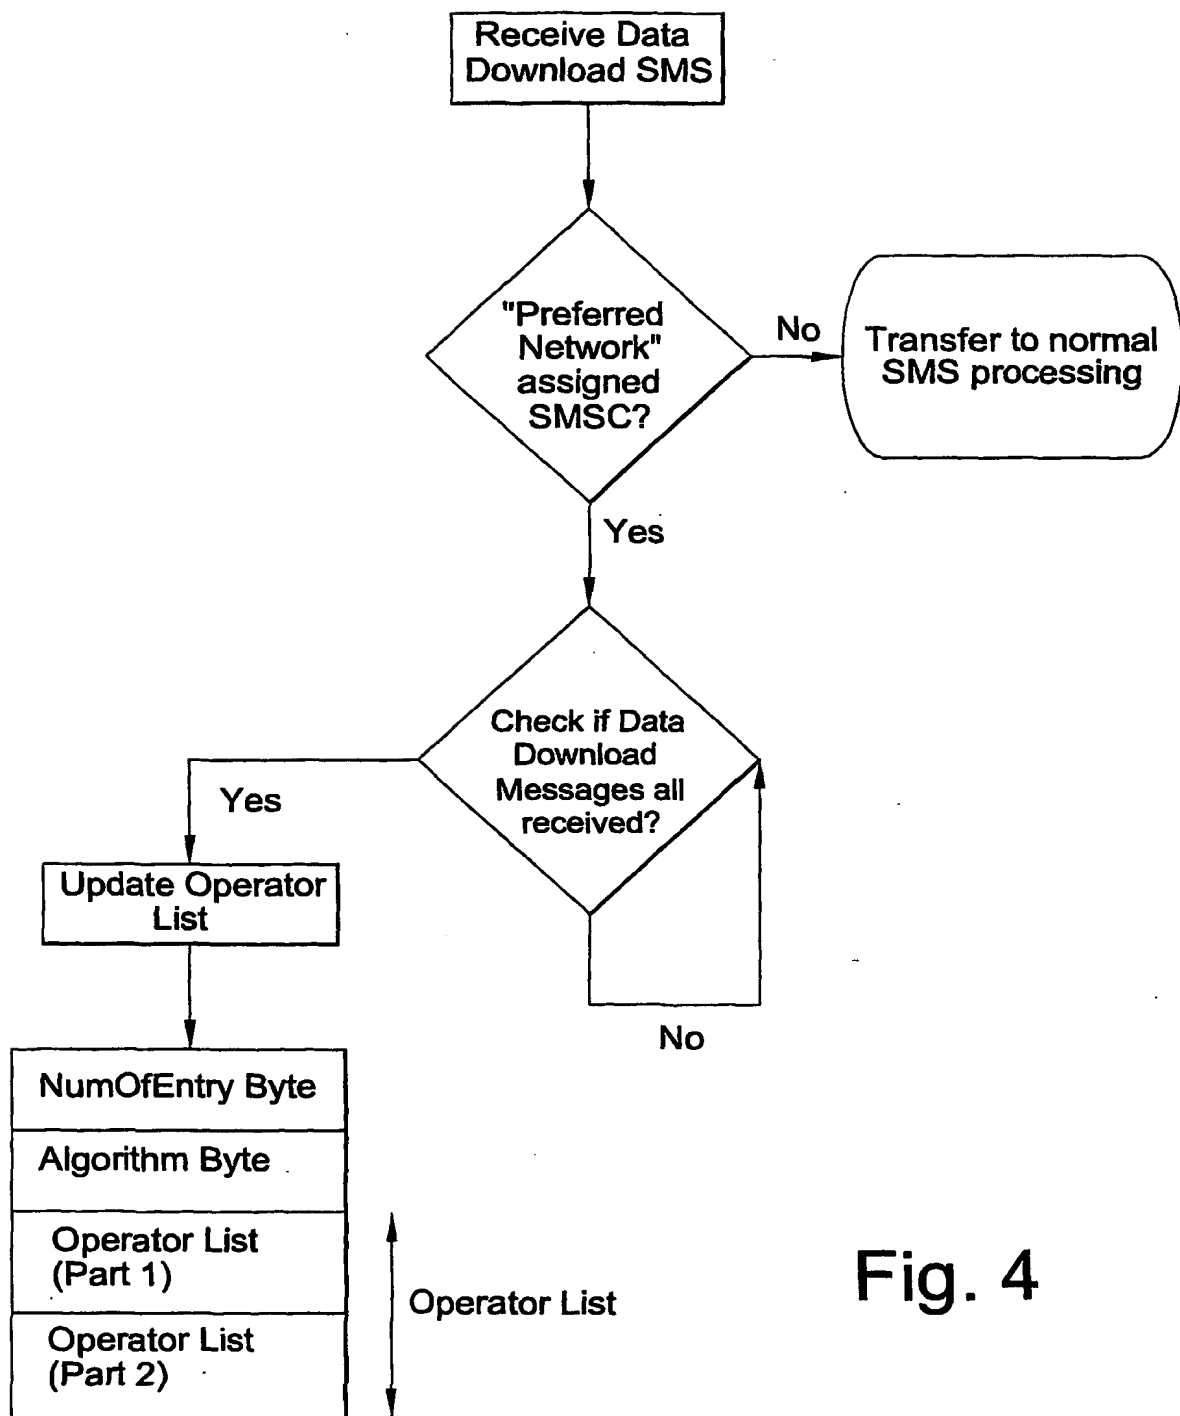 Receive Data
Download SMS
"Preferred
Network"
assigned
SMSC?
No
Transfer to normal
SMS processing
Yes
Check if Data
Download
Messages all
received?
Yes
No
Update Operator
List
NumOfEntry Byte
Algorithm Byte
Operator List
(Part 1)
Operator List
(Part 2)
Operator List
Fig. 4